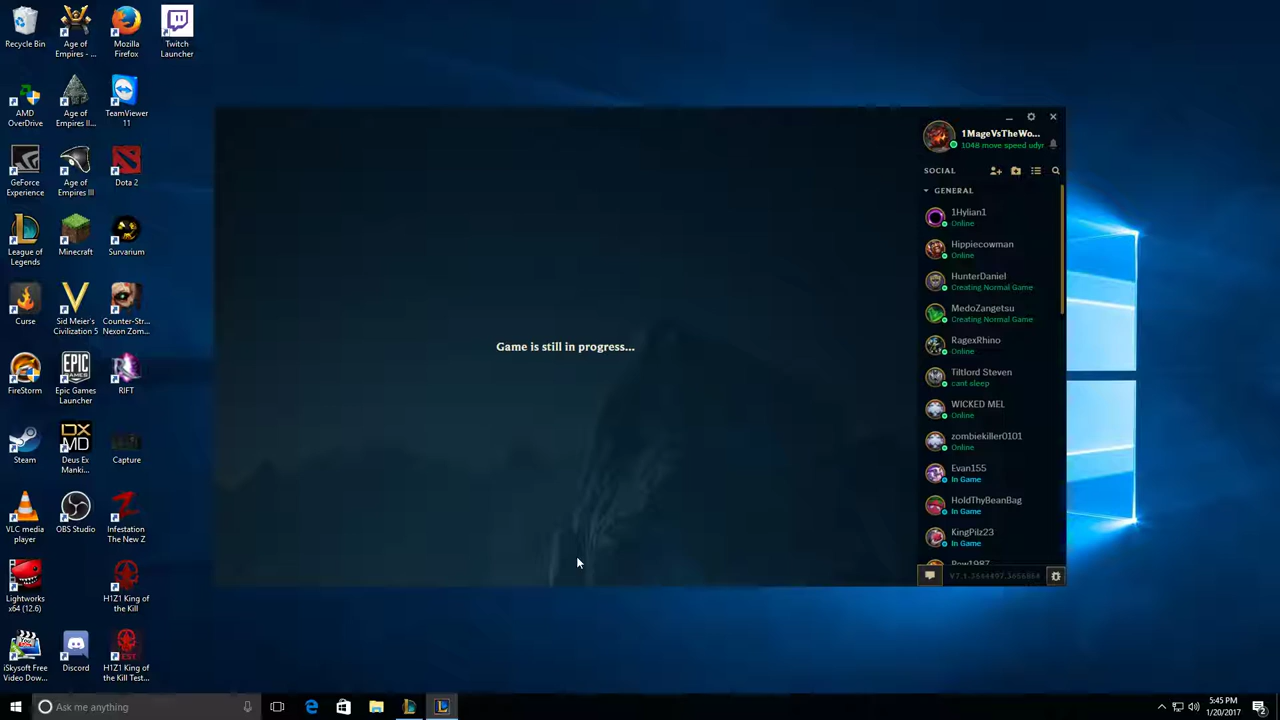 Recycle Bin
Age of
Empires - ...
Mozilla
Firefox
Twitch
Launcher
AMD
OverDrive
Age of
Empires II...
TeamViewer
11
GeForce
Experience
Age of
Empires III
Dota 2
League of
Legends
Minecraft
Survarium
Curse
Sid Meier's
Civilization 5
Counter-Str...
Nexon Zom...
FireStorm
Epic Games
Launcher
RIFT
Steam
Deus Ex
Manki...
Capture
VLC media
player
OBS Studio
Infestation
The New Z
Lightworks
x64 (12.6)
H1Z1 King of
the Kill
iSkysoft Free
Video Dow...
Discord
H1Z1 King of
the Kill Test...
Game is still in progress...
1MageVsTheWo...
1048 move speed udyr
SOCIAL
GENERAL
1Hylian1
Online
Hippiecowman
Online
HunterDaniel
Creating Normal Game
MedoZangetsu
Creating Normal Game
RagexRhino
Online
Tiltlord Steven
cant sleep
WICKED MEL
Online
zombiekiller0101
Online
Evan155
In Game
HoldThyBeanBag
In Game
KingPilz23
In Game
Ask me anything
5:45 PM
1/20/2017
2